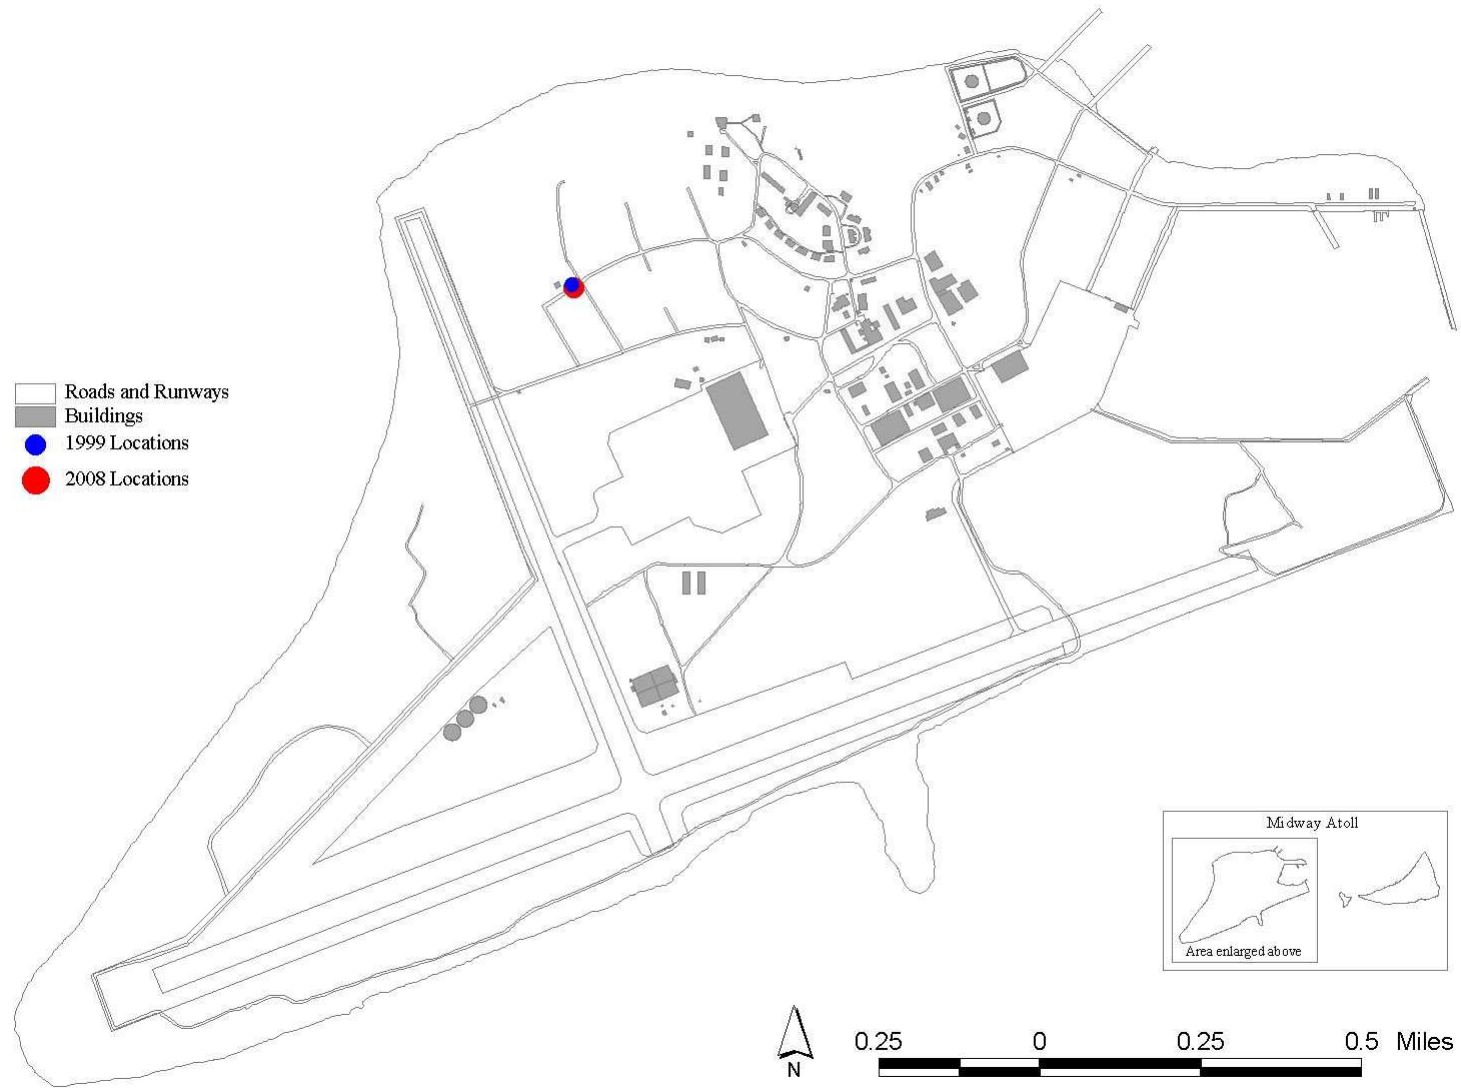 Roads and Runways
Buildings
1999 Locations
2008 Locations
Midway Atoll
Area enlarged above
N
0.25 0 0.25 0.5 Miles